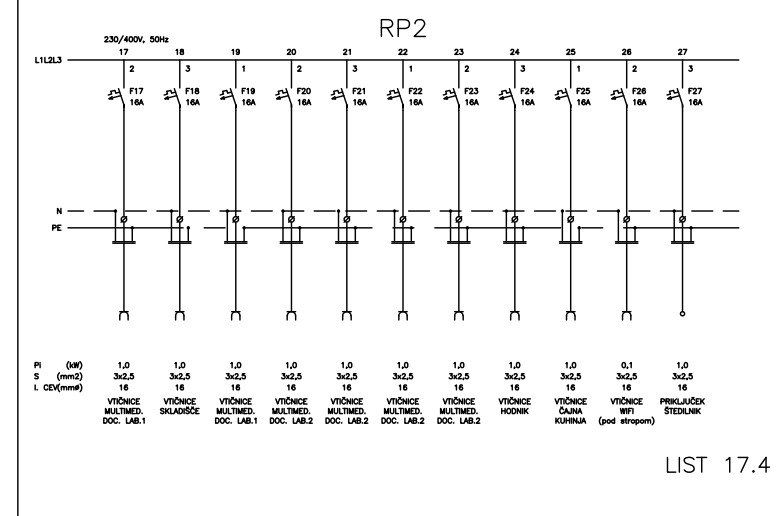 RP2
230/400V, 50Hz
17 18 19 20 21 22 23 24 25 26 27
L1L2L3
2 3 1 2 3 1 2 3 1 2 3
F17 F18 F19 F20 F21 F22 F23 F24 F25 F26 F27
16A 16A 16A 16A 16A 16A 16A 16A 16A 16A 16A
N
PE
Pi (kW) 1,0 1,0 1,0 1,0 1,0 1,0 1,0 1,0 1,0 0,1 1,0
S (mm2) 3x2,5 3x2,5 3x2,5 3x2,5 3x2,5 3x2,5 3x2,5 3x2,5 3x2,5 3x2,5 3x2,5
I. CEV(mmø) 16 16 16 16 16 16 16 16 16 16 16
VTIČNICE VTIČNICE VTIČNICE VTIČNICE VTIČNICE VTIČNICE VTIČNICE VTIČNICE VTIČNICE VTIČNICE PRIKLJUČEK
MULTIMED. SKLADIŠČE MULTIMED. MULTIMED. MULTIMED. MULTIMED. MULTIMED. HODNIK ČAJNA WIFI ŠTEDILNIK
DOC. LAB.1 DOC. LAB.1 DOC. LAB.2 DOC. LAB.2 DOC. LAB.2 DOC. LAB.2 KUHINJA (pod stropom)
LIST 17.4